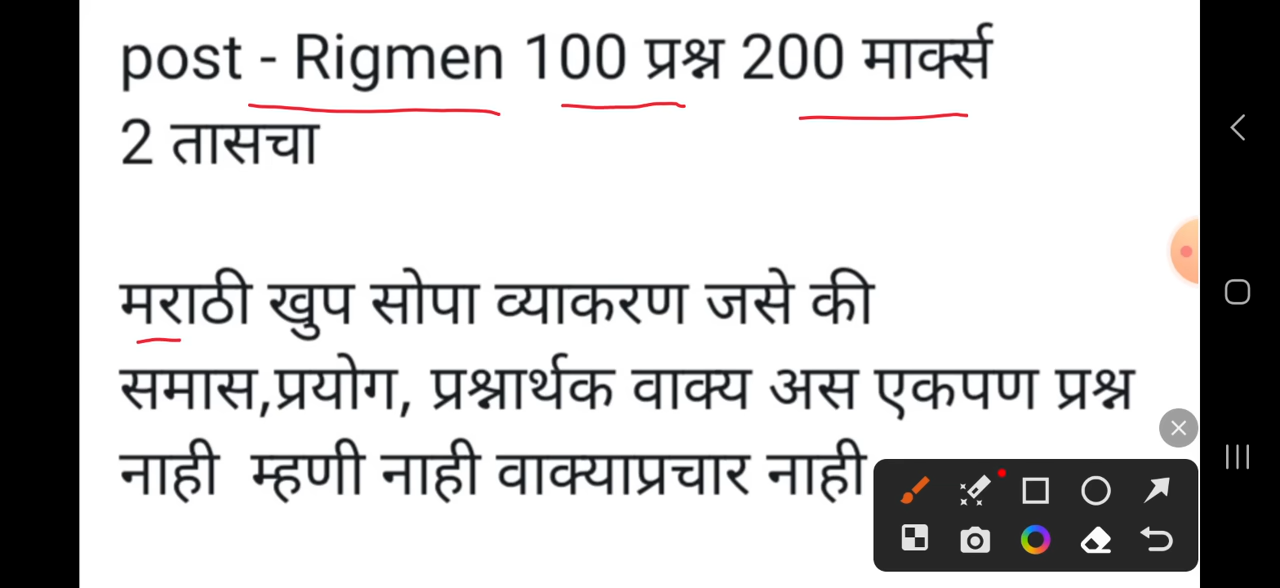 post - Rigmen 100 प्रश्न 200 मार्क्स
2 तासचा
मराठी खुप सोपा व्याकरण जसे की
समास,प्रयोग, प्रश्नार्थक वाक्य अस एकपण प्रश्न
नाही म्हणी नाही वाक्याप्रचार नाही